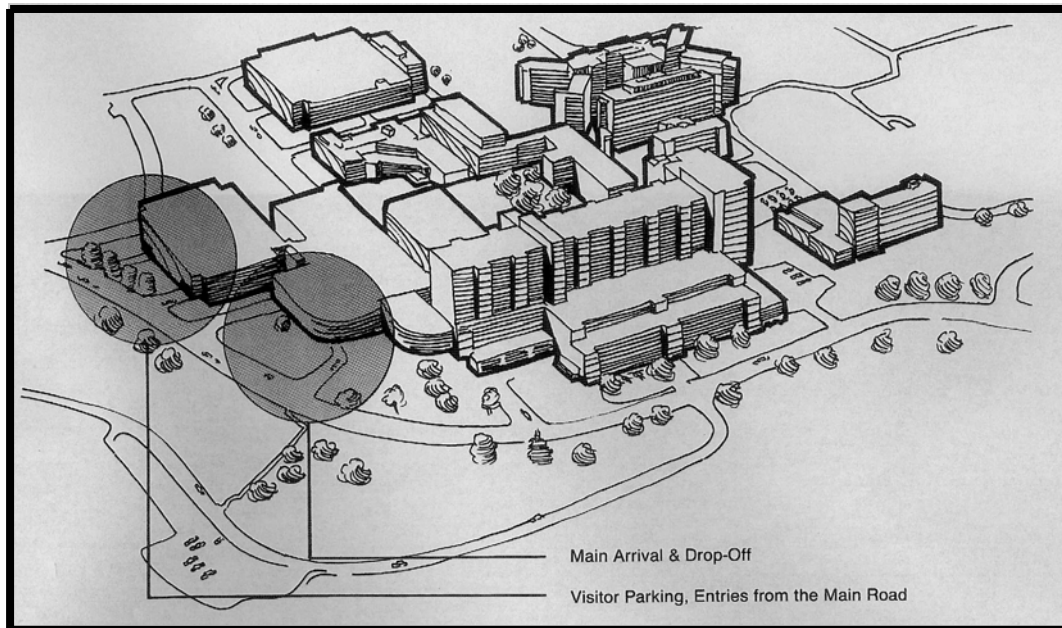 Main Arrival & Drop-Off
Visitor Parking, Entries from the Main Road